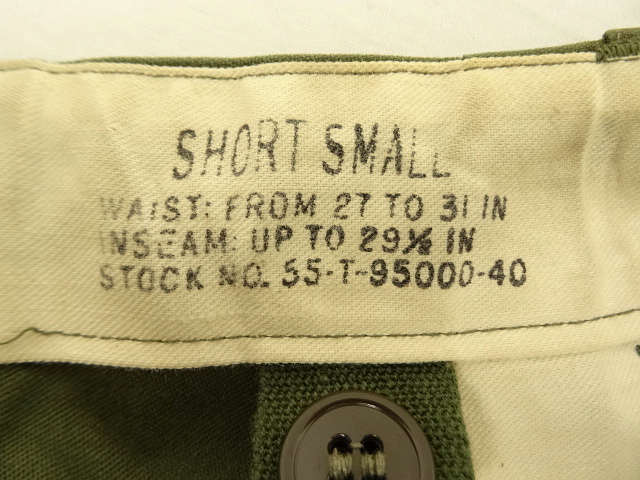 SHORT SMALL
WAIST: FROM 27 TO 31 IN
INSEAM: UP TO 29½ IN
STOCK NO. 55-T-95000-40